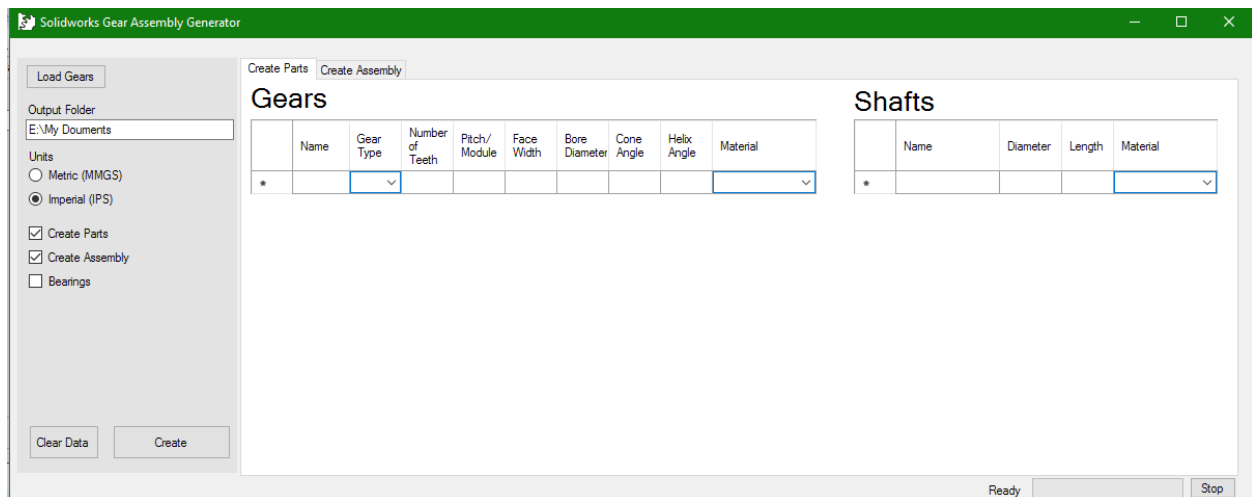 Solidworks Gear Assembly Generator
Load Gears
Output Folder
E:\My Douments
Units
Metric (MMGS)
Imperial (IPS)
Create Parts
Create Assembly
Bearings
Clear Data
Create
Create Parts
Create Assembly
Gears
Name
Gear
Type
Number
of
Teeth
Pitch/
Module
Face
Width
Bore
Diameter
Cone
Angle
Helix
Angle
Material
*
Shafts
Name
Diameter
Length
Material
*
Ready
Stop